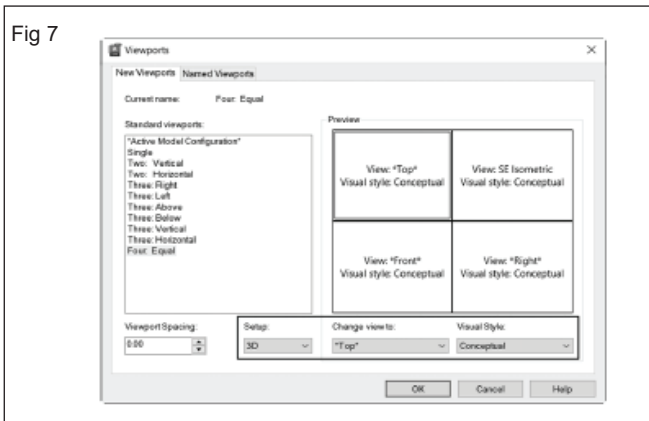 Fig 7
Viewports
New Viewports Named Viewports
Current name: Four: Equal
Standard viewports:
*Active Model Configuration*
Single
Two: Vertical
Two: Horizontal
Three: Right
Three: Left
Three: Above
Three: Below
Three: Vertical
Three: Horizontal
Four: Equal
Preview
View: *Top*
Visual style: Conceptual
View: SE Isometric
Visual style: Conceptual
View: *Front*
Visual style: Conceptual
View: *Right*
Visual style: Conceptual
Viewport Spacing:
0.00
Setup:
3D
Change view to:
*Top*
Visual Style:
Conceptual
OK Cancel Help